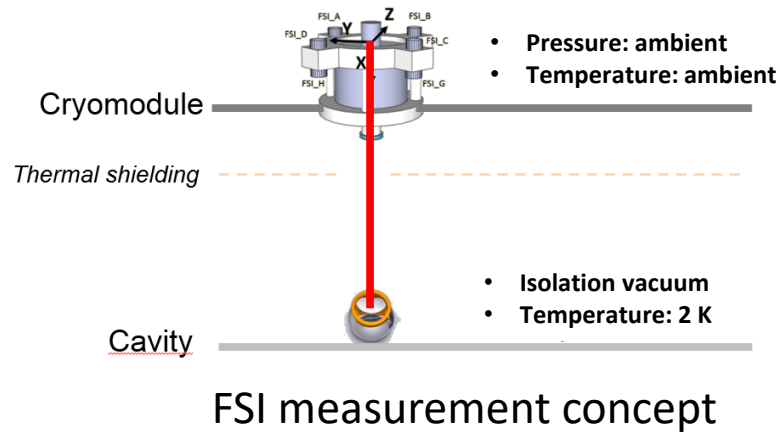 Z
FSI_A
FSI_B
Y
FSI_D
FSI_C
X
FSI_H
FSI_G
• Pressure: ambient
• Temperature: ambient
Cryomodule
Thermal shielding
• Isolation vacuum
• Temperature: 2 K
Cavity
FSI measurement concept